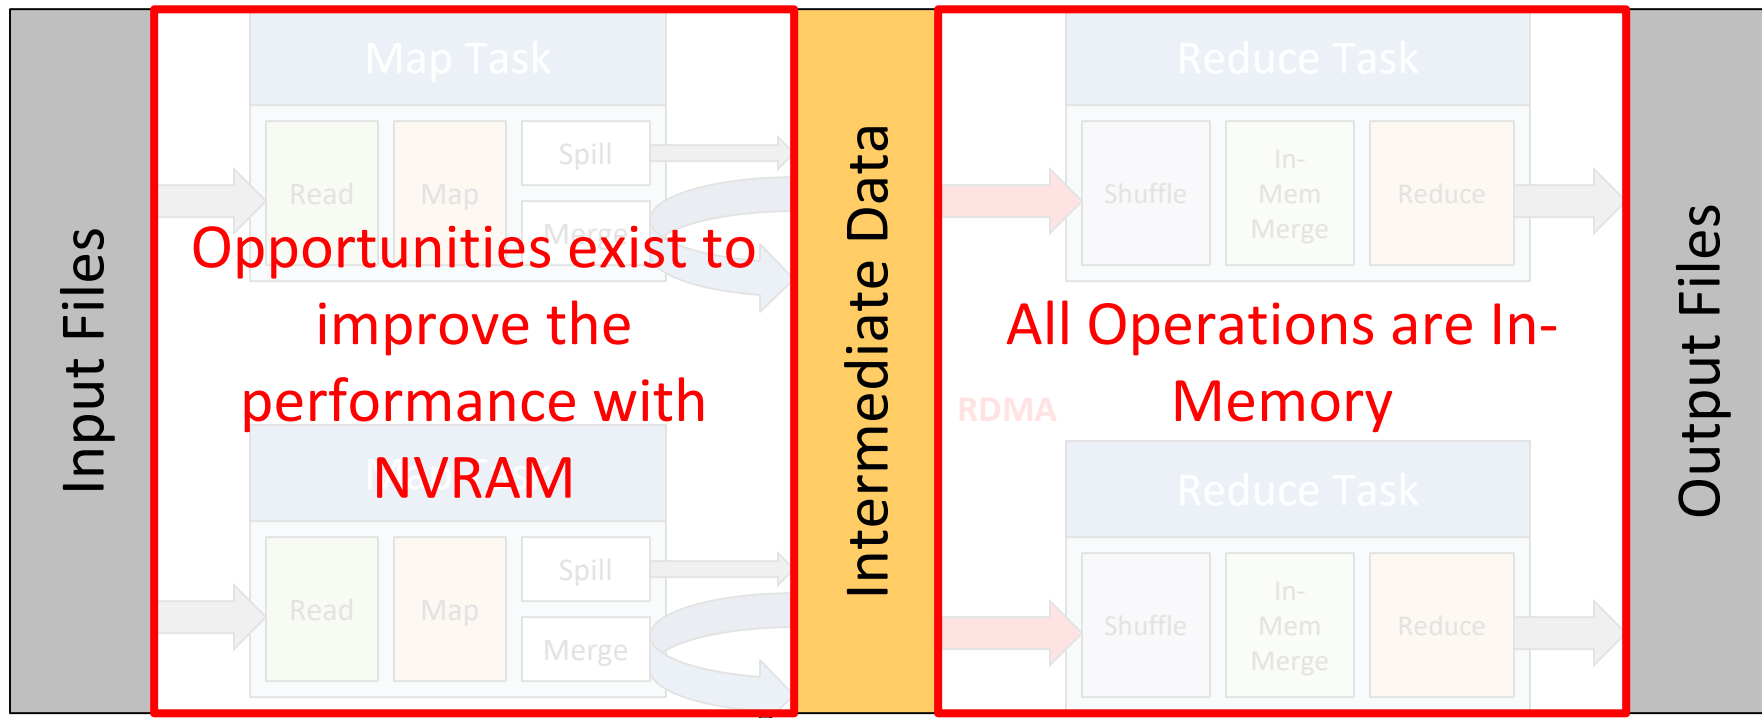 Input Files
Map Task
Read
Map
Spill
Merge
Opportunities exist to
improve the
performance with
NVRAM
Read
Map
Spill
Merge
Intermediate Data
Reduce Task
Shuffle
In-
Mem
Merge
Reduce
All Operations are In-
Memory
RDMA
Reduce Task
Shuffle
In-
Mem
Merge
Reduce
Output Files